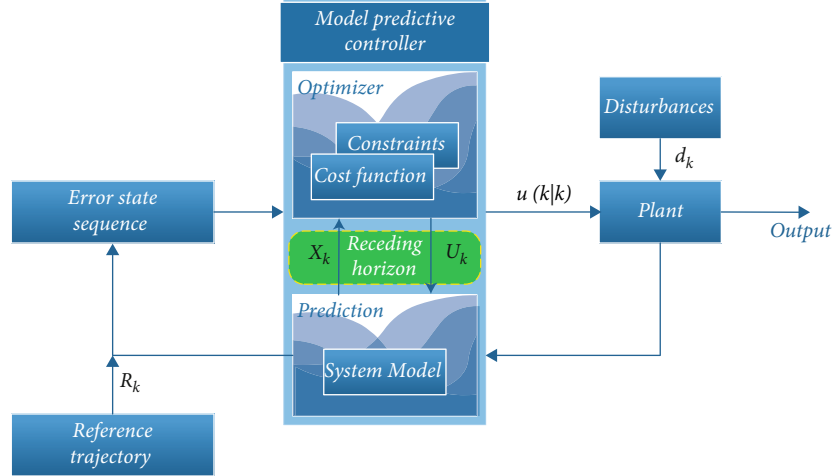 Model predictive
controller
Optimizer
Constraints
Cost function
Disturbances
d_k
Error state
sequence
u (k|k)
Plant
Output
X_k
Receding
horizon
U_k
Prediction
System Model
R_k
Reference
trajectory